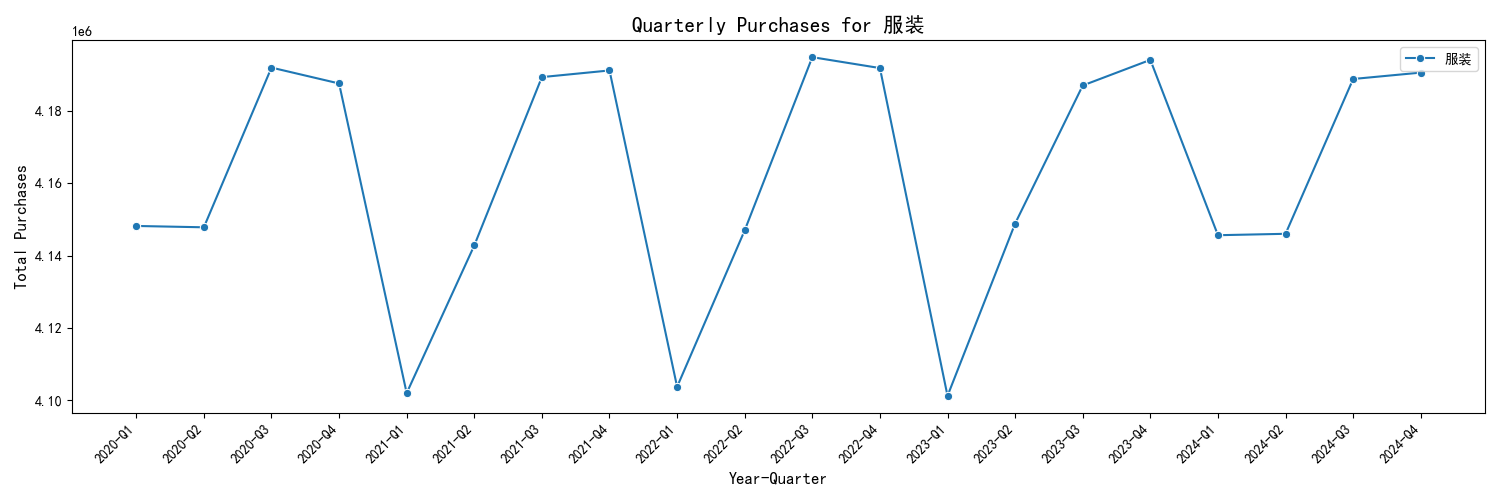 Quarterly Purchases for 服装
1e6
服装
4.18
4.16
4.14
4.12
4.10
Total Purchases
2020-Q1
2020-Q2
2020-Q3
2020-Q4
2021-Q1
2021-Q2
2021-Q3
2021-Q4
2022-Q1
2022-Q2
2022-Q3
2022-Q4
2023-Q1
2023-Q2
2023-Q3
2023-Q4
2024-Q1
2024-Q2
2024-Q3
2024-Q4
Year-Quarter